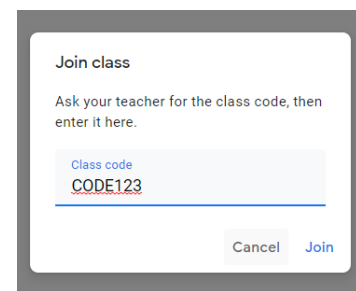 Join class
Ask your teacher for the class code, then
enter it here.
Class code
CODE123
Cancel Join